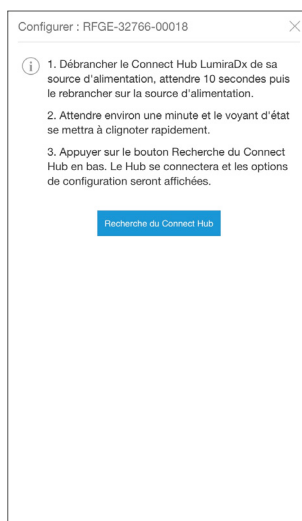 Configurer : RFGE-32766-00018
1. Débrancher le Connect Hub LumiraDx de sa
source d'alimentation, attendre 10 secondes puis
le rebrancher sur la source d'alimentation.
2. Attendre environ une minute et le voyant d'état
se mettra à clignoter rapidement.
3. Appuyer sur le bouton Recherche du Connect
Hub en bas. Le Hub se connectera et les options
de configuration seront affichées.
Recherche du Connect Hub